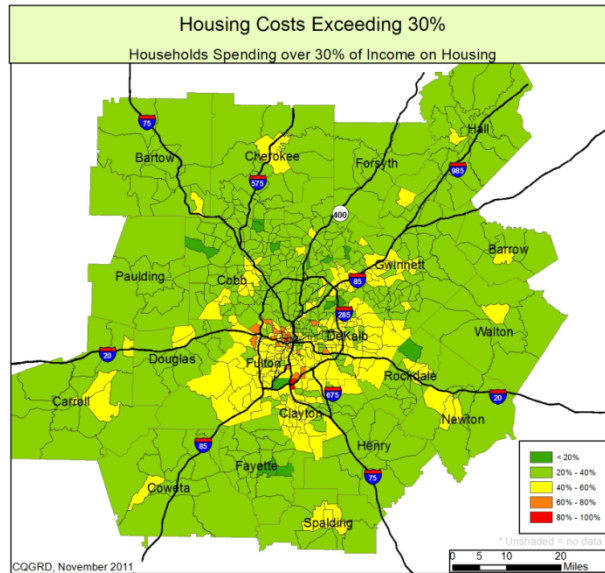 Housing Costs Exceeding 30%
Households Spending over 30% of Income on Housing
75
Hall
Bartow
Cherokee
Forsyth
985
575
400
Barrow
Paulding
Cobb
Gwinnett
85
285
DeKalb
Walton
20
Douglas
Fulton
Rockdale
675
20
Carroll
Clayton
Newton
85
Henry
Fayette
75
Coweta
Spalding
< 20%
20% - 40%
40% - 60%
60% - 80%
80% - 100%
* Unshaded = no data
0 5 10 20
Miles
CQGRD, November 2011